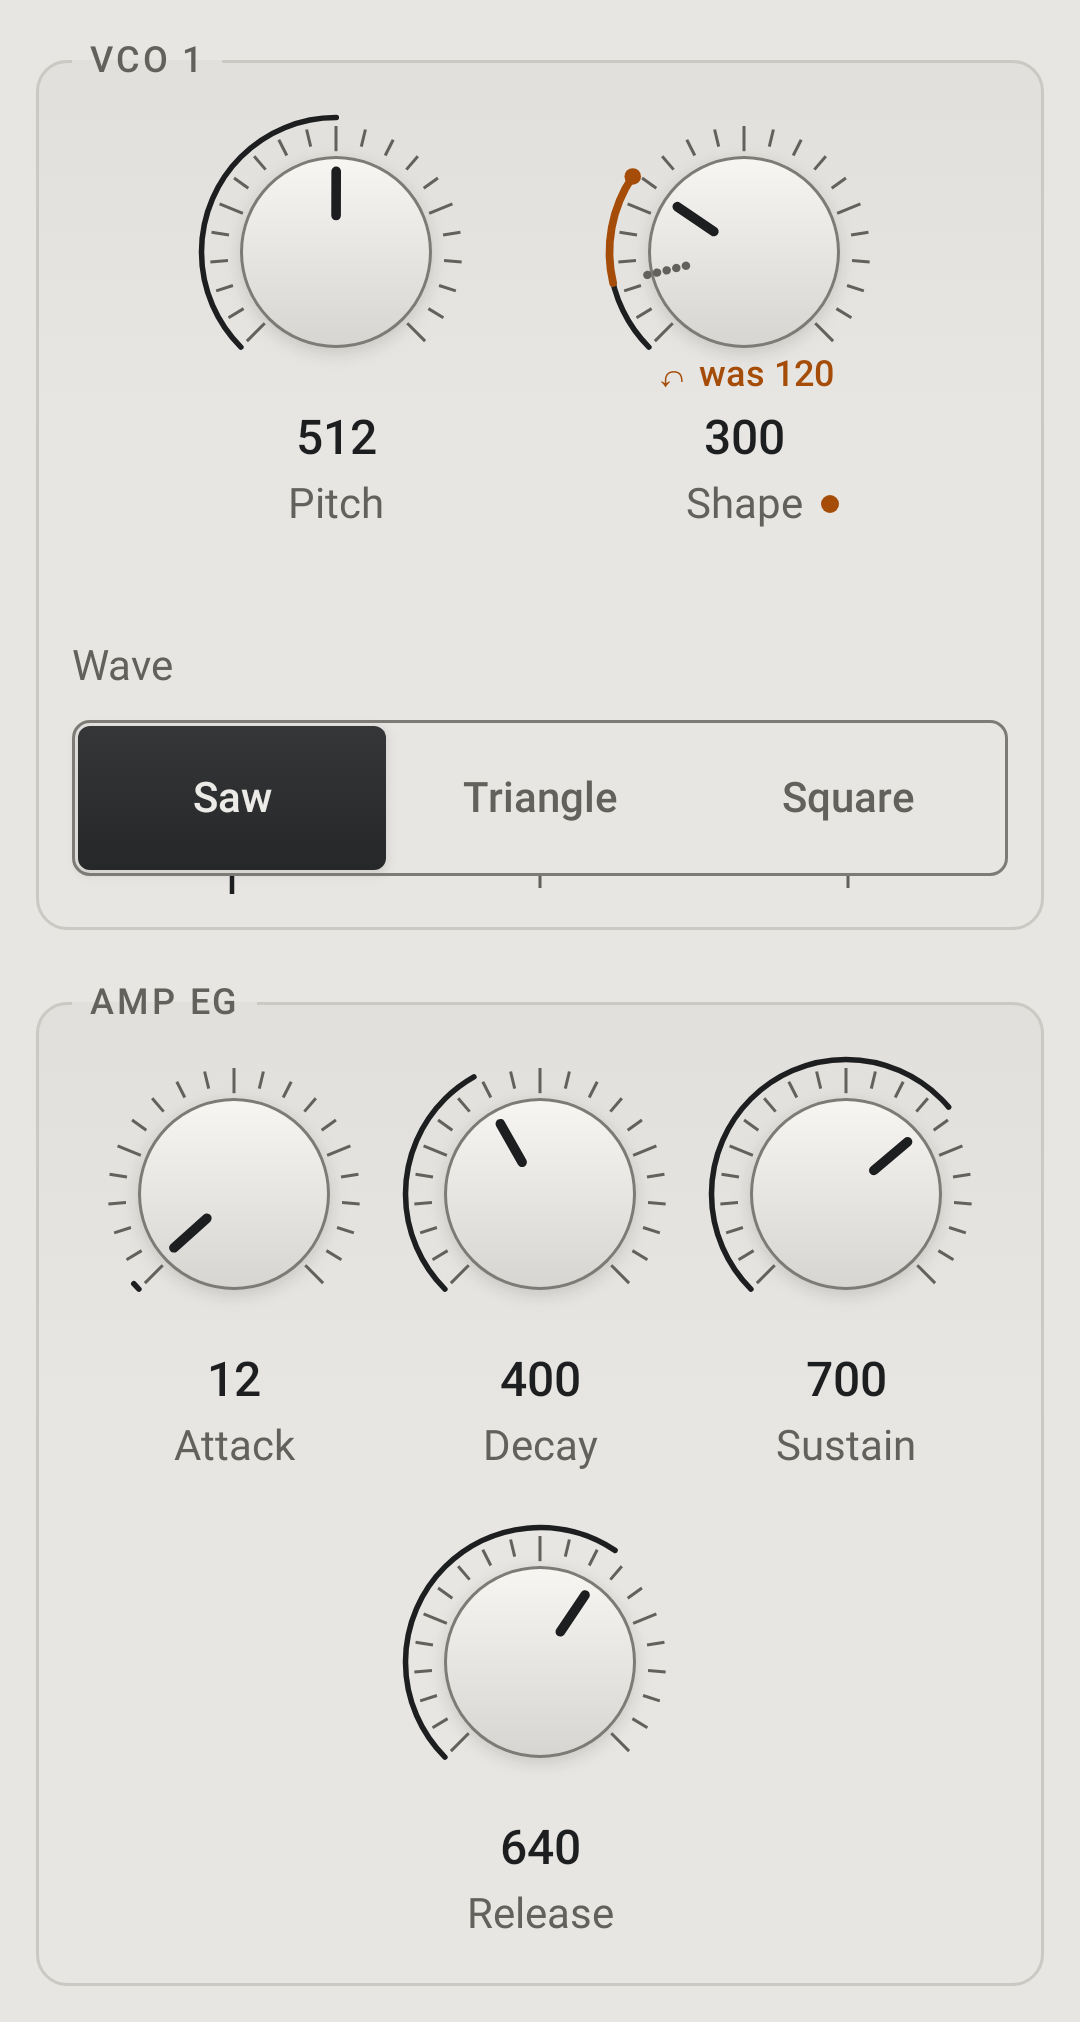 VCO 1
was 120
512
300
Pitch
Shape
Wave
Saw
Triangle
Square
AMP EG
12
400
700
Attack
Decay
Sustain
640
Release